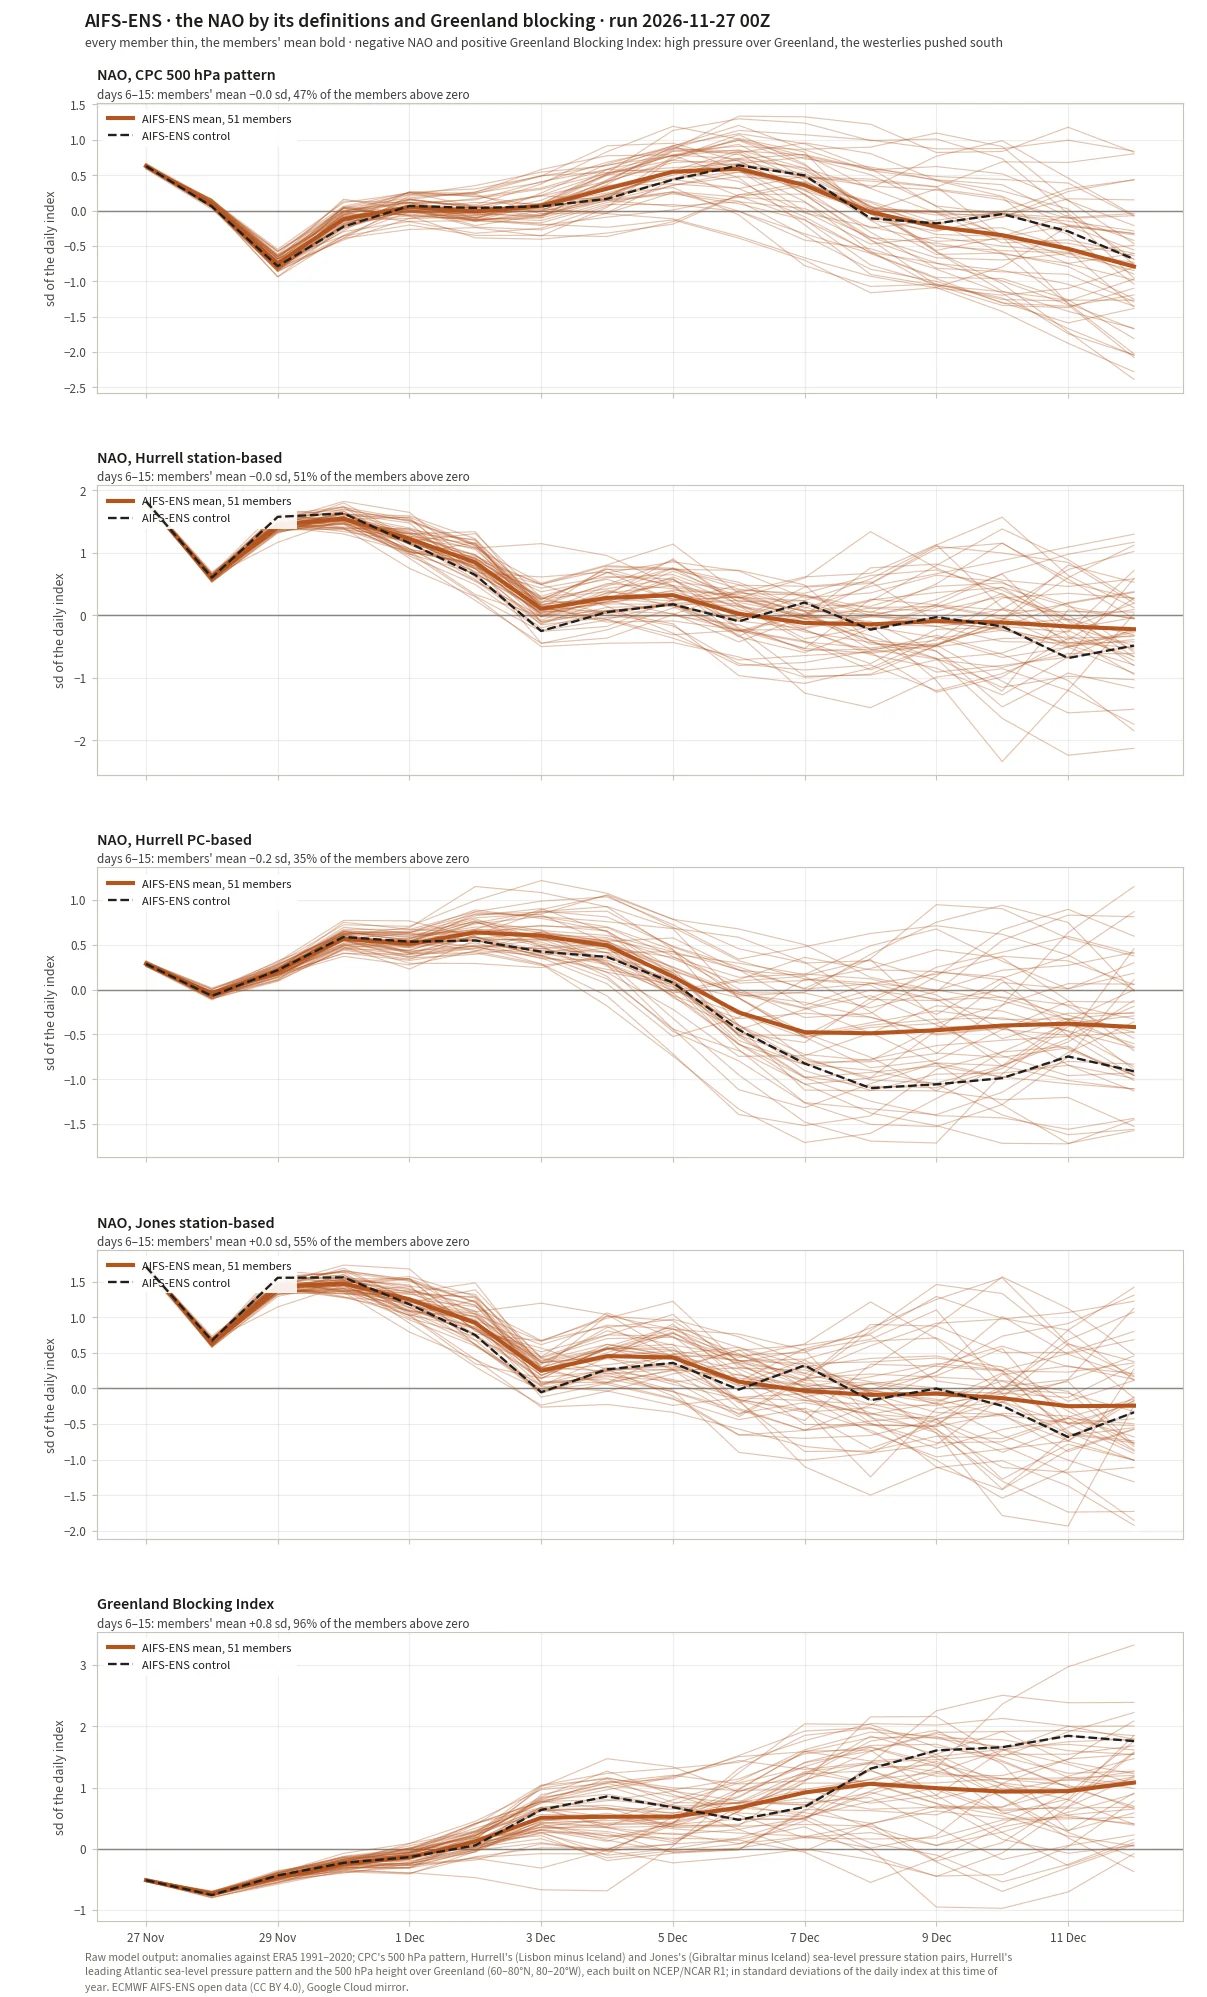 AIFS-ENS · the NAO by its definitions and Greenland blocking · run 2026-11-27 00Z
every member thin, the members' mean bold · negative NAO and positive Greenland Blocking Index: high pressure over Greenland, the westerlies pushed south
NAO, CPC 500 hPa pattern
days 6–15: members' mean −0.0 sd, 47% of the members above zero
AIFS-ENS mean, 51 members
AIFS-ENS control
sd of the daily index
1.5
1.0
0.5
0.0
−0.5
−1.0
−1.5
−2.0
−2.5
NAO, Hurrell station-based
days 6–15: members' mean −0.0 sd, 51% of the members above zero
AIFS-ENS mean, 51 members
AIFS-ENS control
sd of the daily index
2
1
0
−1
−2
NAO, Hurrell PC-based
days 6–15: members' mean −0.2 sd, 35% of the members above zero
AIFS-ENS mean, 51 members
AIFS-ENS control
sd of the daily index
1.0
0.5
0.0
−0.5
−1.0
−1.5
NAO, Jones station-based
days 6–15: members' mean +0.0 sd, 55% of the members above zero
AIFS-ENS mean, 51 members
AIFS-ENS control
sd of the daily index
1.5
1.0
0.5
0.0
−0.5
−1.0
−1.5
−2.0
Greenland Blocking Index
days 6–15: members' mean +0.8 sd, 96% of the members above zero
AIFS-ENS mean, 51 members
AIFS-ENS control
sd of the daily index
3
2
1
0
−1
27 Nov 29 Nov 1 Dec 3 Dec 5 Dec 7 Dec 9 Dec 11 Dec
Raw model output: anomalies against ERA5 1991–2020; CPC's 500 hPa pattern, Hurrell's (Lisbon minus Iceland) and Jones's (Gibraltar minus Iceland) sea-level pressure station pairs, Hurrell's
leading Atlantic sea-level pressure pattern and the 500 hPa height over Greenland (60–80°N, 80–20°W), each built on NCEP/NCAR R1; in standard deviations of the daily index at this time of
year. ECMWF AIFS-ENS open data (CC BY 4.0), Google Cloud mirror.